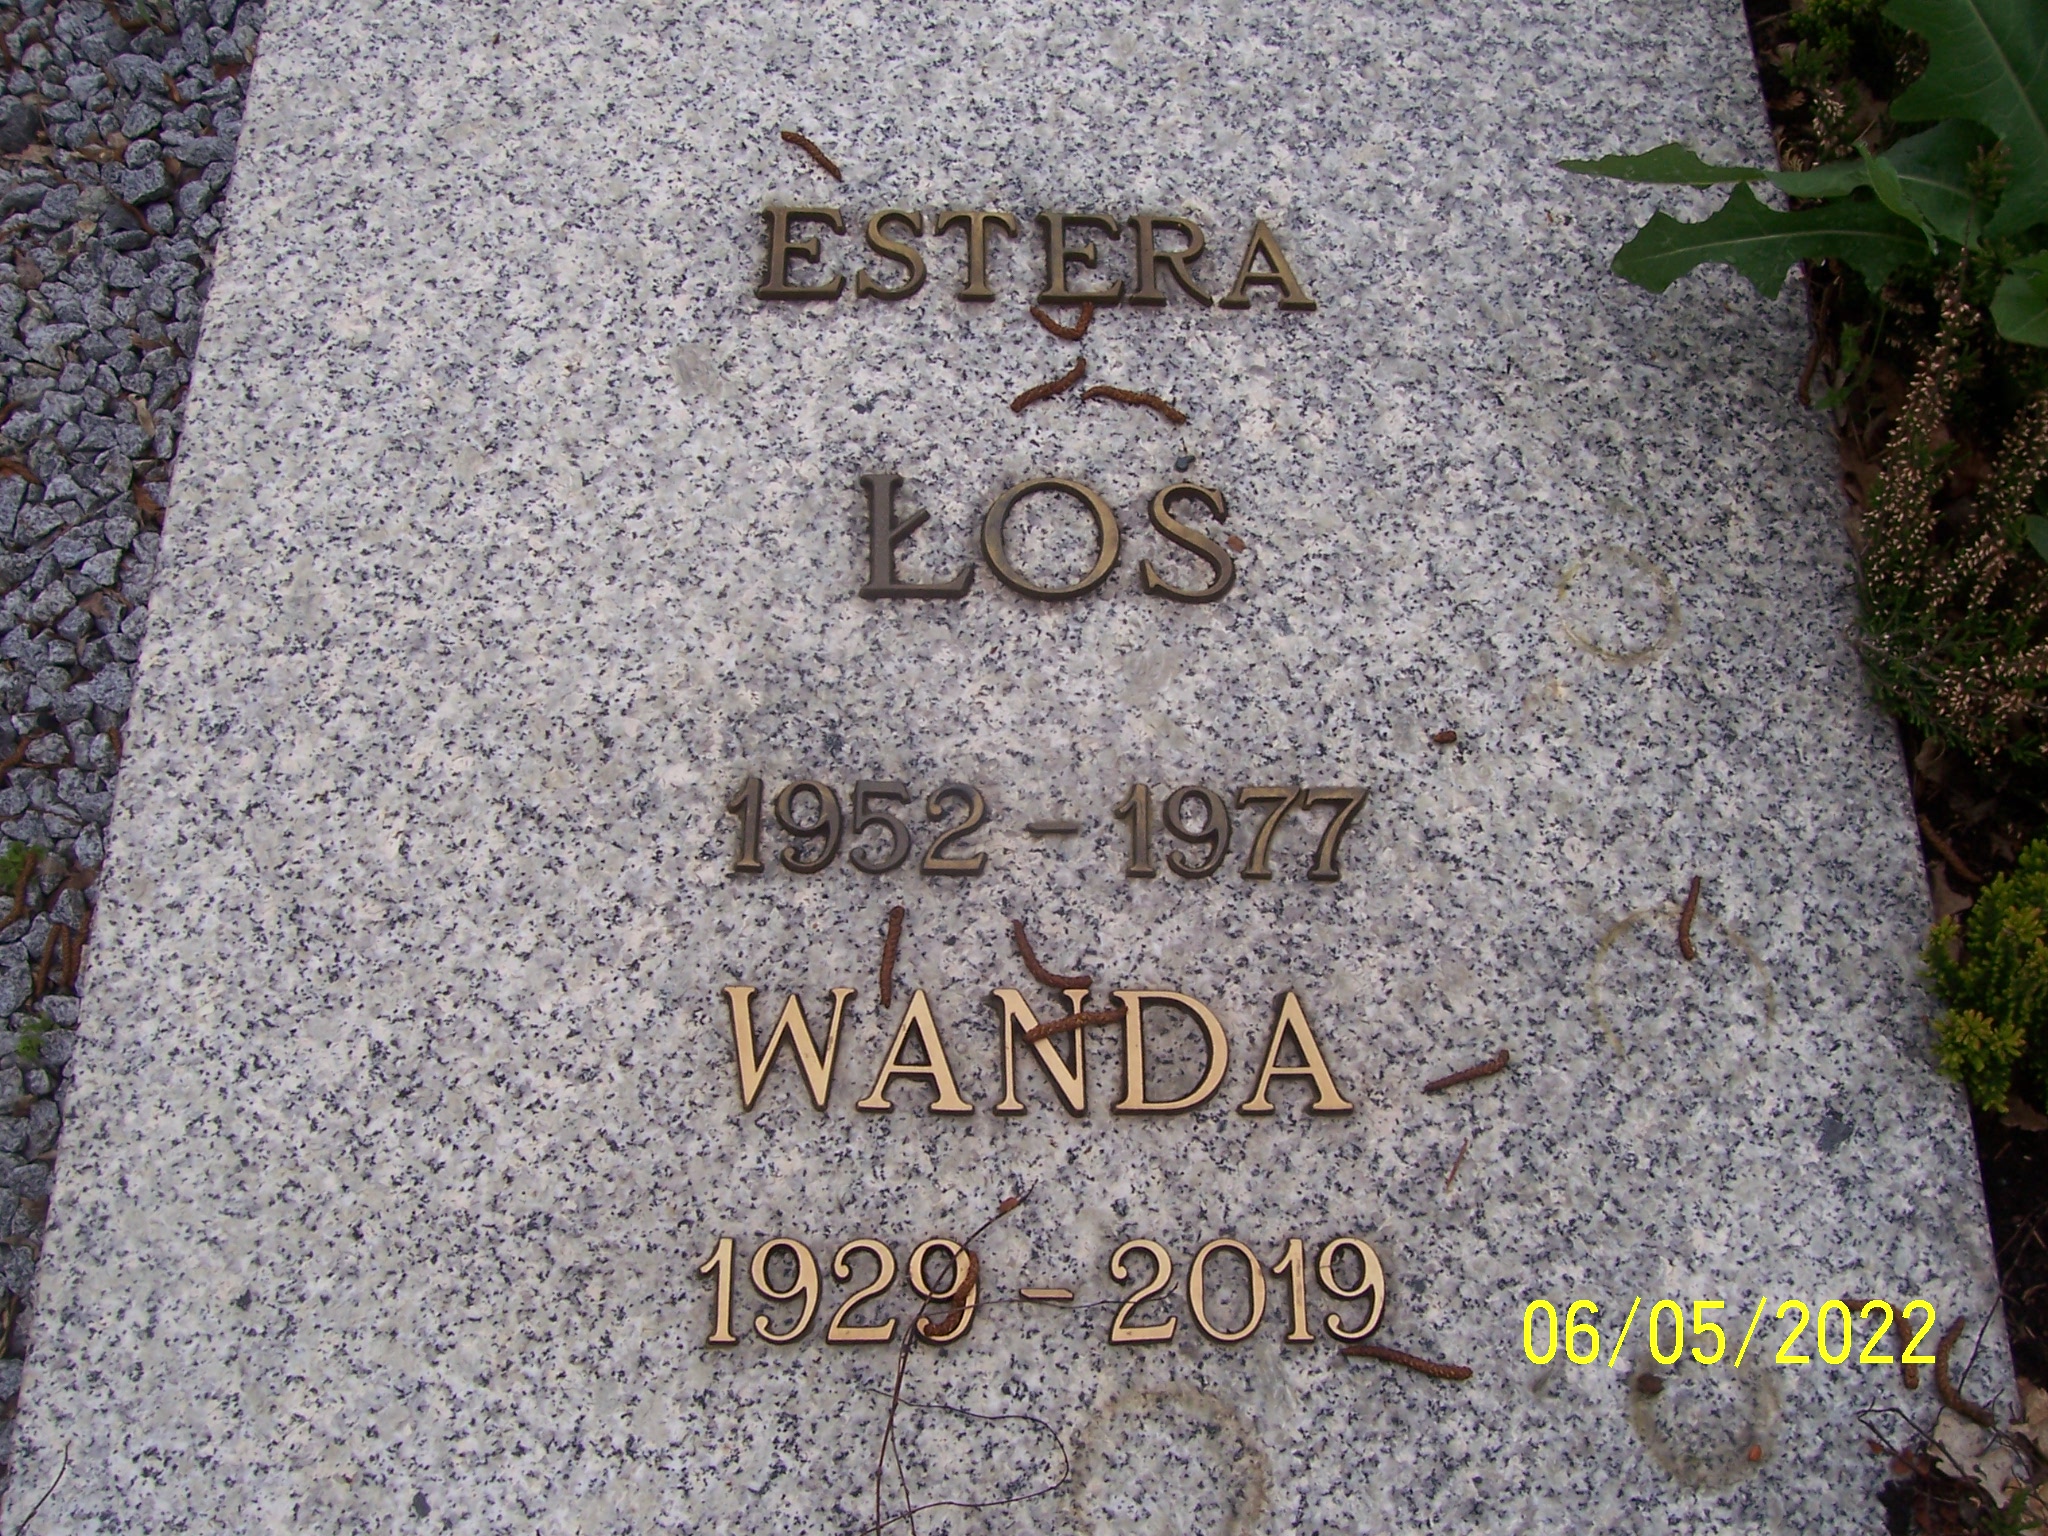 ESTERA
ŁOŚ
1952 - 1977
WANDA
1929 - 2019
06/05/2022